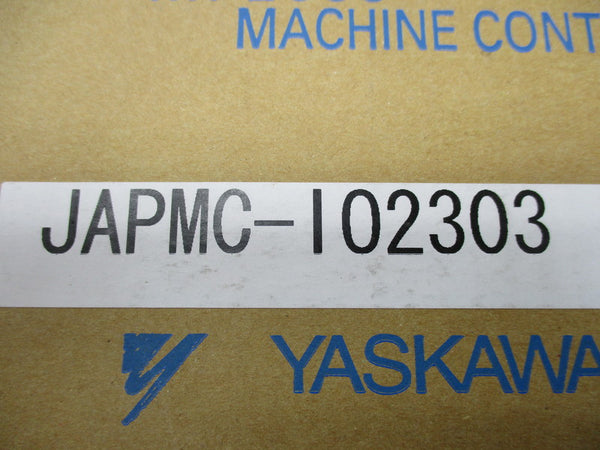 MACHINE CONT
JAPMC-IO2303
YASKAWA